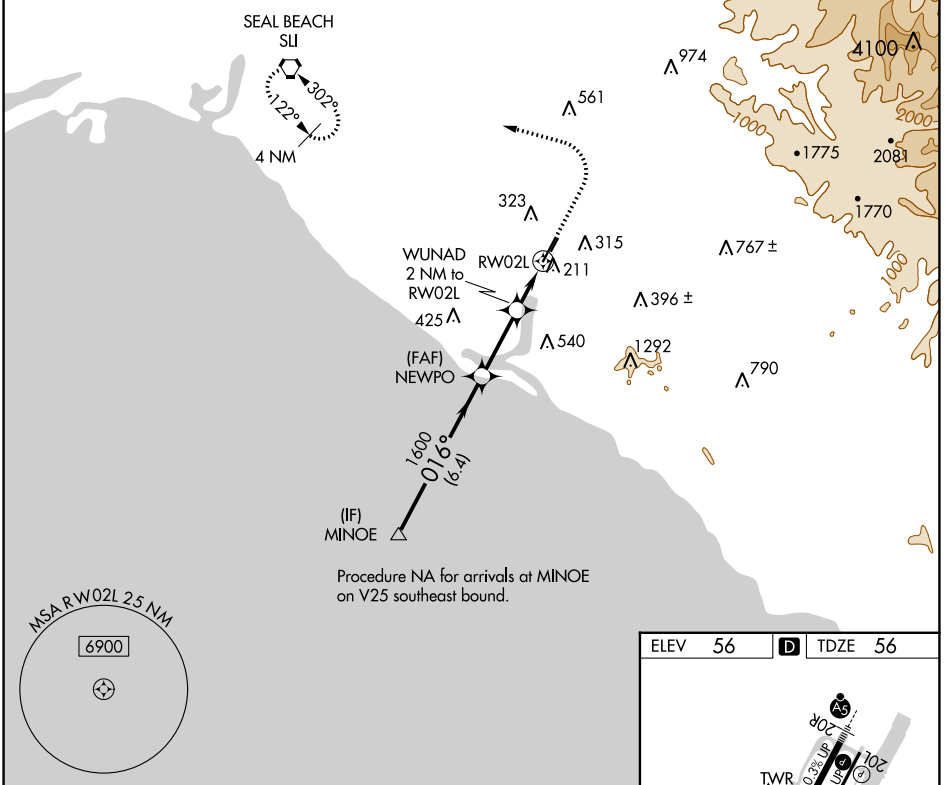 SEAL BEACH
SLI
302°
122°
4 NM
974
4100
561
1000
2000
1775
2081
323
1770
315
767 ±
WUNAD
2 NM to
RW02L
RW02L
211
1000
396 ±
425
540
1292
(FAF)
NEWPO
790
1600
016°
(6.4)
(IF)
MINOE
Procedure NA for arrivals at MINOE
on V25 southeast bound.
MSA RW02L 25 NM
6900
ELEV 56 D TDZE 56
A5
20R
20L
0.3% UP
UP
TWR